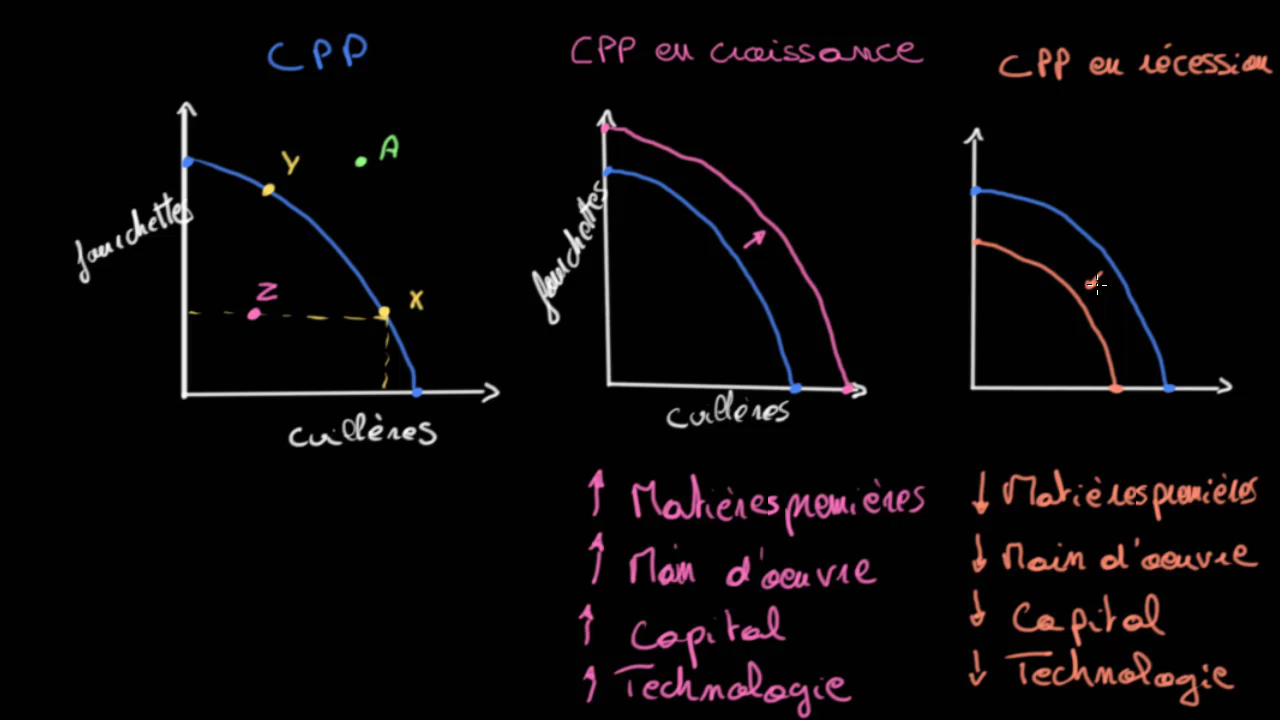 CPP
Y
A
fourchettes
Z
X
cuillères
CPP en croissance
fourchettes
cuillères
↑ Matières premières
↑ Main d'oeuvre
↑ Capital
↑ Technologie
CPP en récession
↓ Matières premières
↓ Main d'oeuvre
↓ Capital
↓ Technologie